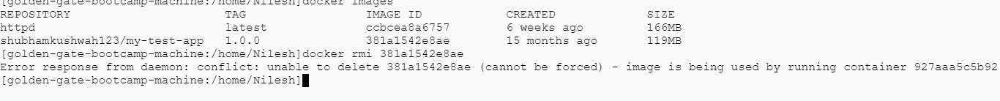 [golden-gate-bootcamp-machine:/home/Nilesh]docker images
REPOSITORY TAG IMAGE ID CREATED SIZE
httpd latest ccbcea8a6757 6 weeks ago 166MB
shubhamkushwah123/my-test-app 1.0.0 381a1542e8ae 15 months ago 119MB
[golden-gate-bootcamp-machine:/home/Nilesh]docker rmi 381a1542e8ae
Error response from daemon: conflict: unable to delete 381a1542e8ae (cannot be forced) - image is being used by running container 927aaa5c5b92
[golden-gate-bootcamp-machine:/home/Nilesh]